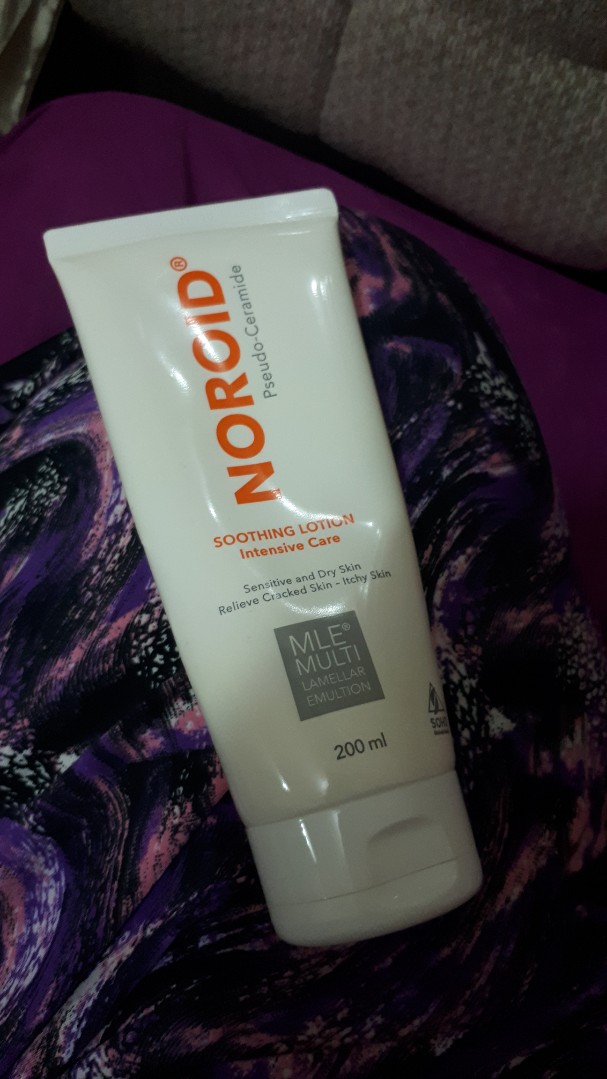 NOROID®
Pseudo-Ceramide
SOOTHING LOTION
Intensive Care
Sensitive and Dry Skin
Relieve Cracked Skin - Itchy Skin
MLE®
MULTI
LAMELLAR
EMULTION
200 ml